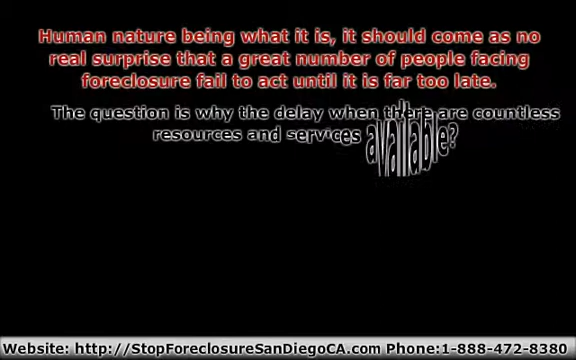 Human nature being what it is, it should come as no
real surprise that a great number of people facing
foreclosure fail to act until it is far too late.
The question is why the delay when there are countless
resources and services available?
Website: http://StopForeclosureSanDiegoCA.com Phone:1-888-472-8380